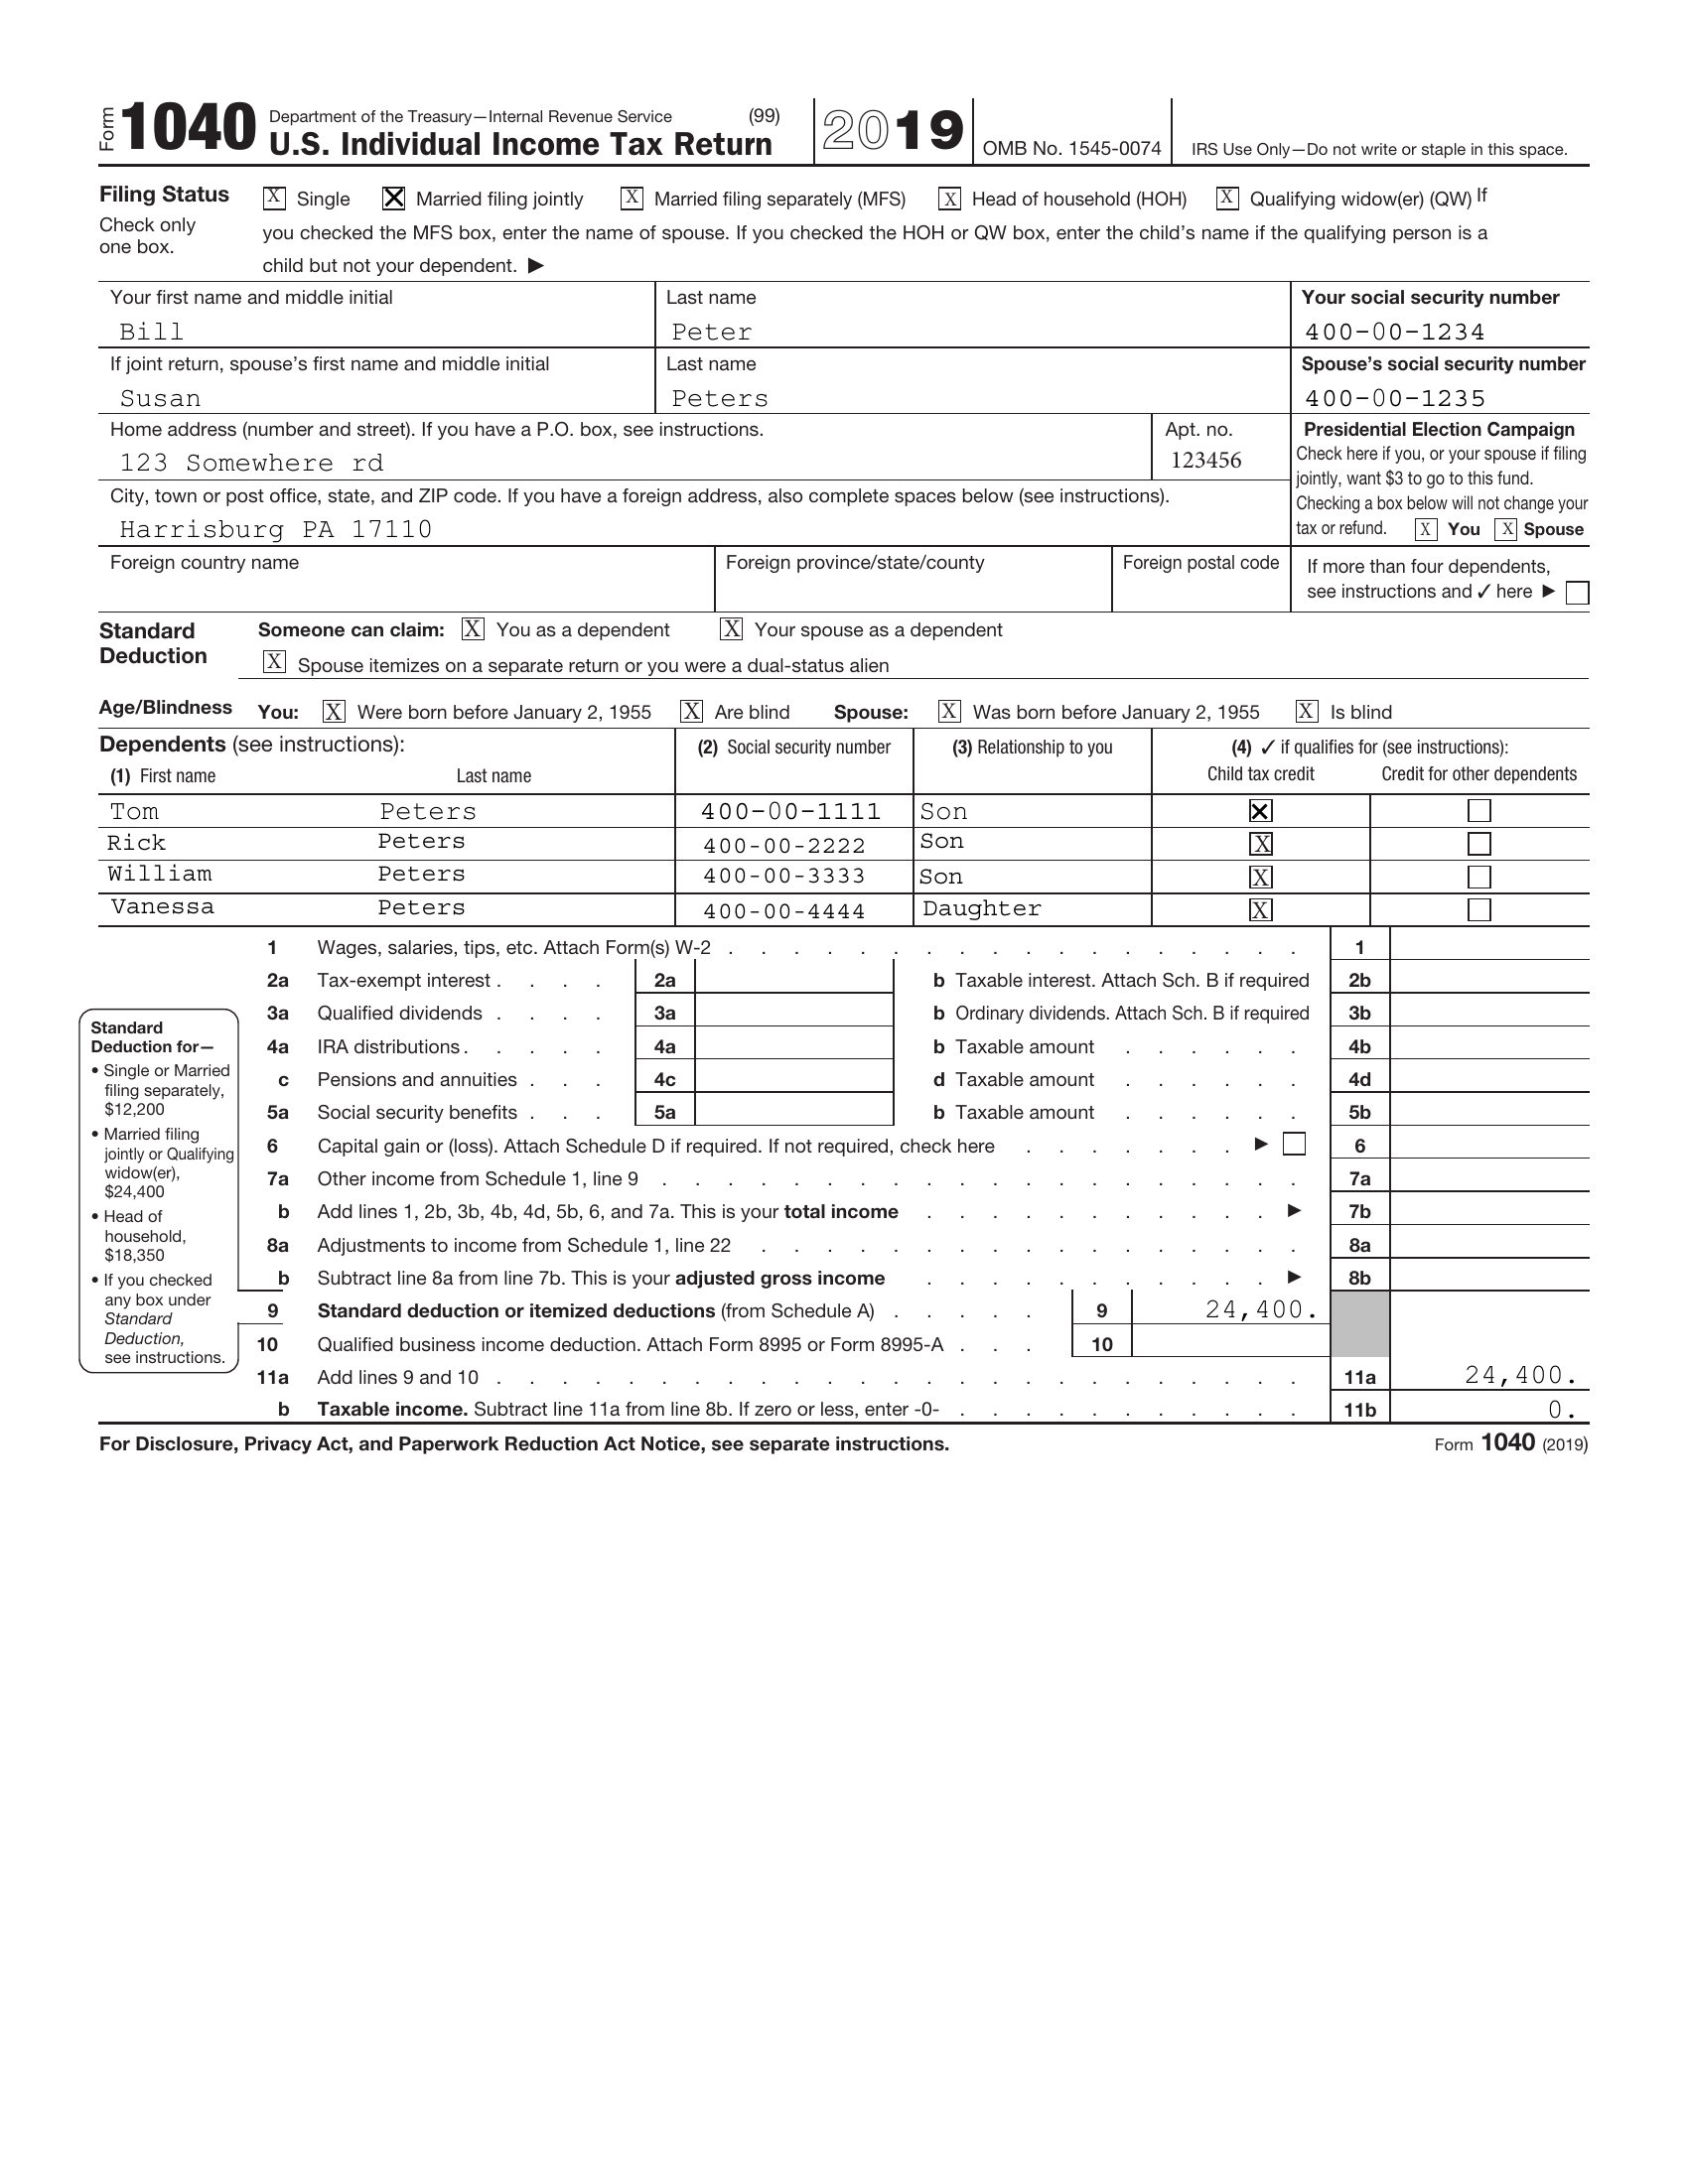 Form 1040 Department of the Treasury—Internal Revenue Service (99) U.S. Individual Income Tax Return 2019 OMB No. 1545-0074 IRS Use Only—Do not write or staple in this space.
Filing Status X Single X Married filing jointly X Married filing separately (MFS) X Head of household (HOH) X Qualifying widow(er) (QW) If
Check only one box. you checked the MFS box, enter the name of spouse. If you checked the HOH or QW box, enter the child's name if the qualifying person is a
child but not your dependent. ▶
Your first name and middle initial Last name Your social security number
Bill Peter 400-00-1234
If joint return, spouse's first name and middle initial Last name Spouse's social security number
Susan Peters 400-00-1235
Home address (number and street). If you have a P.O. box, see instructions. Apt. no.
123 Somewhere rd 123456
City, town or post office, state, and ZIP code. If you have a foreign address, also complete spaces below (see instructions).
Harrisburg PA 17110
Presidential Election Campaign
Check here if you, or your spouse if filing
jointly, want $3 to go to this fund.
Checking a box below will not change your
tax or refund. X You X Spouse
Foreign country name Foreign province/state/county Foreign postal code
If more than four dependents,
see instructions and ✓ here ▶
Standard Deduction Someone can claim: X You as a dependent X Your spouse as a dependent
X Spouse itemizes on a separate return or you were a dual-status alien
Age/Blindness You: X Were born before January 2, 1955 X Are blind Spouse: X Was born before January 2, 1955 X Is blind
Dependents (see instructions): (2) Social security number (3) Relationship to you (4) ✓ if qualifies for (see instructions):
(1) First name Last name Child tax credit Credit for other dependents
Tom Peters 400-00-1111 Son X
Rick Peters 400-00-2222 Son X
William Peters 400-00-3333 Son X
Vanessa Peters 400-00-4444 Daughter X
1 Wages, salaries, tips, etc. Attach Form(s) W-2 . . . . . . . . . . . . . . . . . . 1
2a Tax-exempt interest . . . . 2a b Taxable interest. Attach Sch. B if required 2b
3a Qualified dividends . . . . 3a b Ordinary dividends. Attach Sch. B if required 3b
4a IRA distributions . . . . . 4a b Taxable amount . . . . . . 4b
c Pensions and annuities . . . 4c d Taxable amount . . . . . . 4d
5a Social security benefits . . . 5a b Taxable amount . . . . . . 5b
6 Capital gain or (loss). Attach Schedule D if required. If not required, check here . . . . . . . ▶ 6
7a Other income from Schedule 1, line 9 . . . . . . . . . . . . . . . . . . . . 7a
b Add lines 1, 2b, 3b, 4b, 4d, 5b, 6, and 7a. This is your total income . . . . . . . . . . . ▶ 7b
8a Adjustments to income from Schedule 1, line 22 . . . . . . . . . . . . . . . . . 8a
b Subtract line 8a from line 7b. This is your adjusted gross income . . . . . . . . . . . ▶ 8b
9 Standard deduction or itemized deductions (from Schedule A) . . . . . 9 24,400.
10 Qualified business income deduction. Attach Form 8995 or Form 8995-A . . . 10
11a Add lines 9 and 10 . . . . . . . . . . . . . . . . . . . . . . . . . 11a 24,400.
b Taxable income. Subtract line 11a from line 8b. If zero or less, enter -0- . . . . . . . . . . . 11b 0.
Standard
Deduction for—
• Single or Married
filing separately,
$12,200
• Married filing
jointly or Qualifying
widow(er),
$24,400
• Head of
household,
$18,350
• If you checked
any box under
Standard
Deduction,
see instructions.
For Disclosure, Privacy Act, and Paperwork Reduction Act Notice, see separate instructions. Form 1040 (2019)